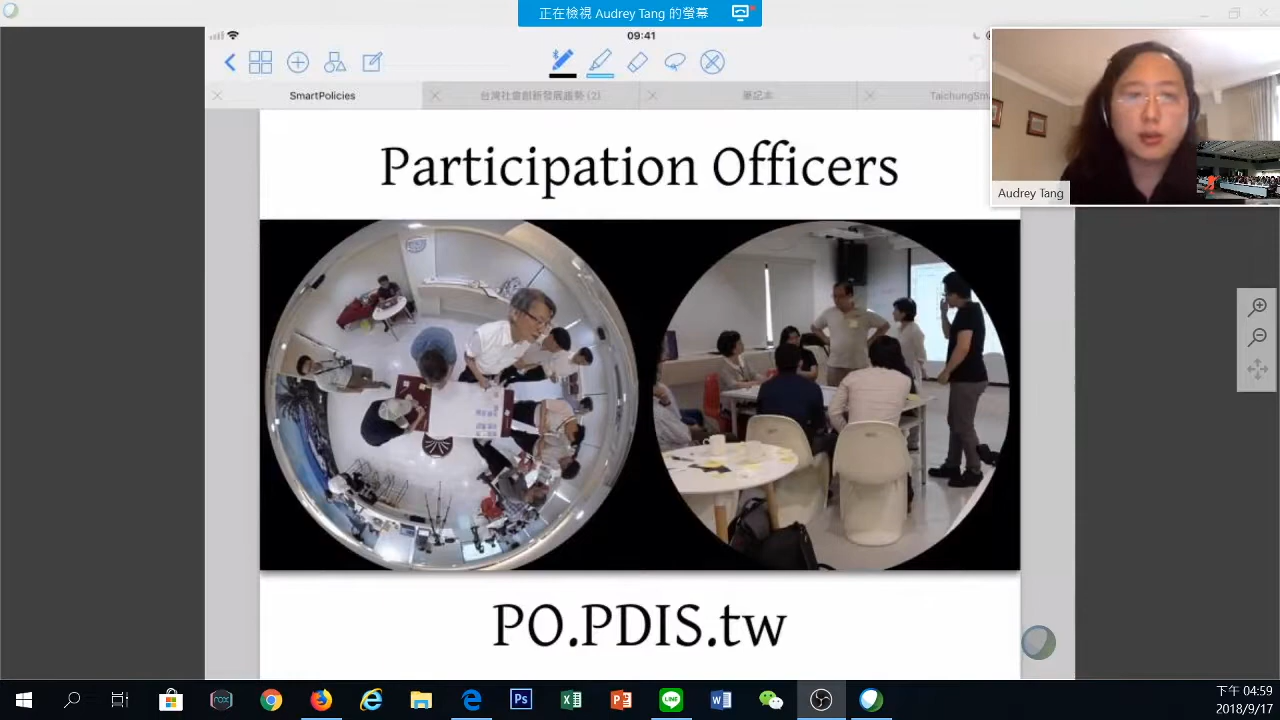 正在檢視 Audrey Tang 的螢幕
09:41
SmartPolicies
台灣社會創新發展趨勢 (2)
筆記本
TaichungSm
Audrey Tang
Participation Officers
PO.PDIS.tw
下午 04:59
2018/9/17